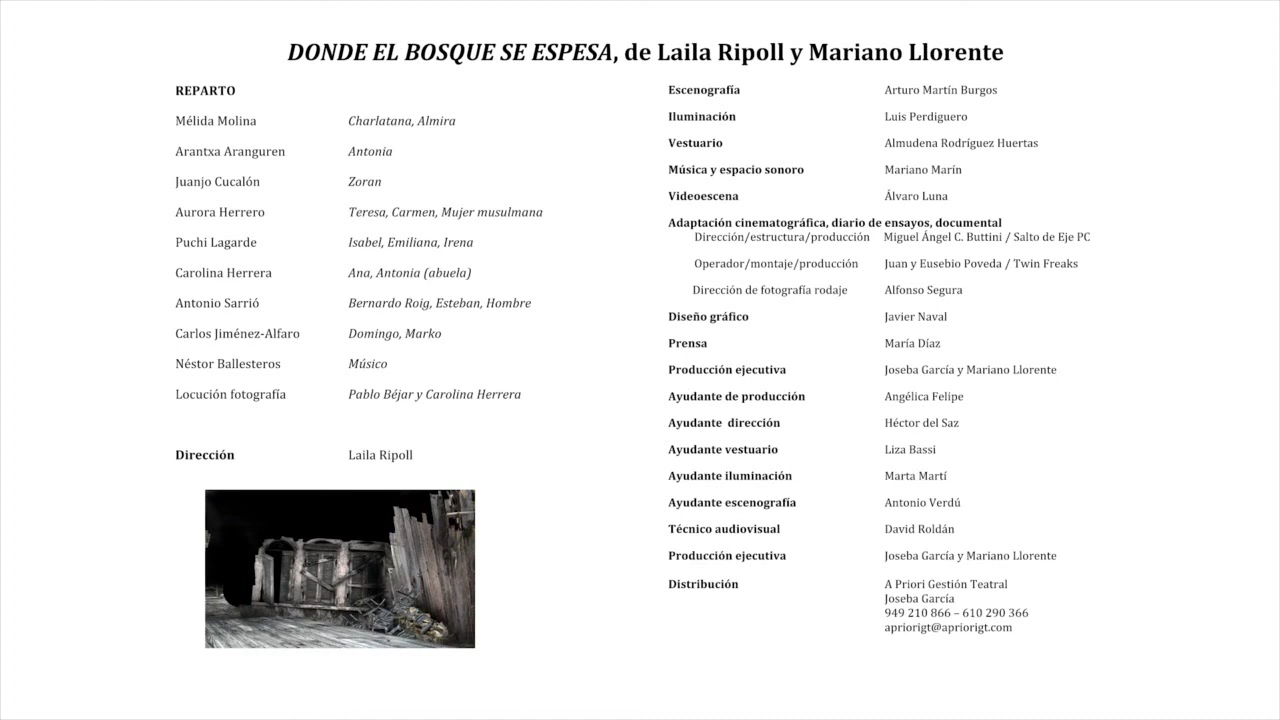 DONDE EL BOSQUE SE ESPESA, de Laila Ripoll y Mariano Llorente
REPARTO
Mélida Molina Charlatana, Almira
Arantxa Aranguren Antonia
Juanjo Cucalón Zoran
Aurora Herrero Teresa, Carmen, Mujer musulmana
Puchi Lagarde Isabel, Emiliana, Irena
Carolina Herrera Ana, Antonia (abuela)
Antonio Sarrió Bernardo Roig, Esteban, Hombre
Carlos Jiménez-Alfaro Domingo, Marko
Néstor Ballesteros Músico
Locución fotografía Pablo Béjar y Carolina Herrera
Dirección Laila Ripoll
Escenografía Arturo Martín Burgos
Iluminación Luis Perdiguero
Vestuario Almudena Rodríguez Huertas
Música y espacio sonoro Mariano Marín
Videoescena Álvaro Luna
Adaptación cinematográfica, diario de ensayos, documental
Dirección/estructura/producción Miguel Ángel C. Buttini / Salto de Eje PC
Operador/montaje/producción Juan y Eusebio Poveda / Twin Freaks
Dirección de fotografía rodaje Alfonso Segura
Diseño gráfico Javier Naval
Prensa María Díaz
Producción ejecutiva Joseba García y Mariano Llorente
Ayudante de producción Angélica Felipe
Ayudante dirección Héctor del Saz
Ayudante vestuario Liza Bassi
Ayudante iluminación Marta Martí
Ayudante escenografía Antonio Verdú
Técnico audiovisual David Roldán
Producción ejecutiva Joseba García y Mariano Llorente
Distribución A Priori Gestión Teatral
Joseba García
949 210 866 – 610 290 366
apriorigt@apriorigt.com